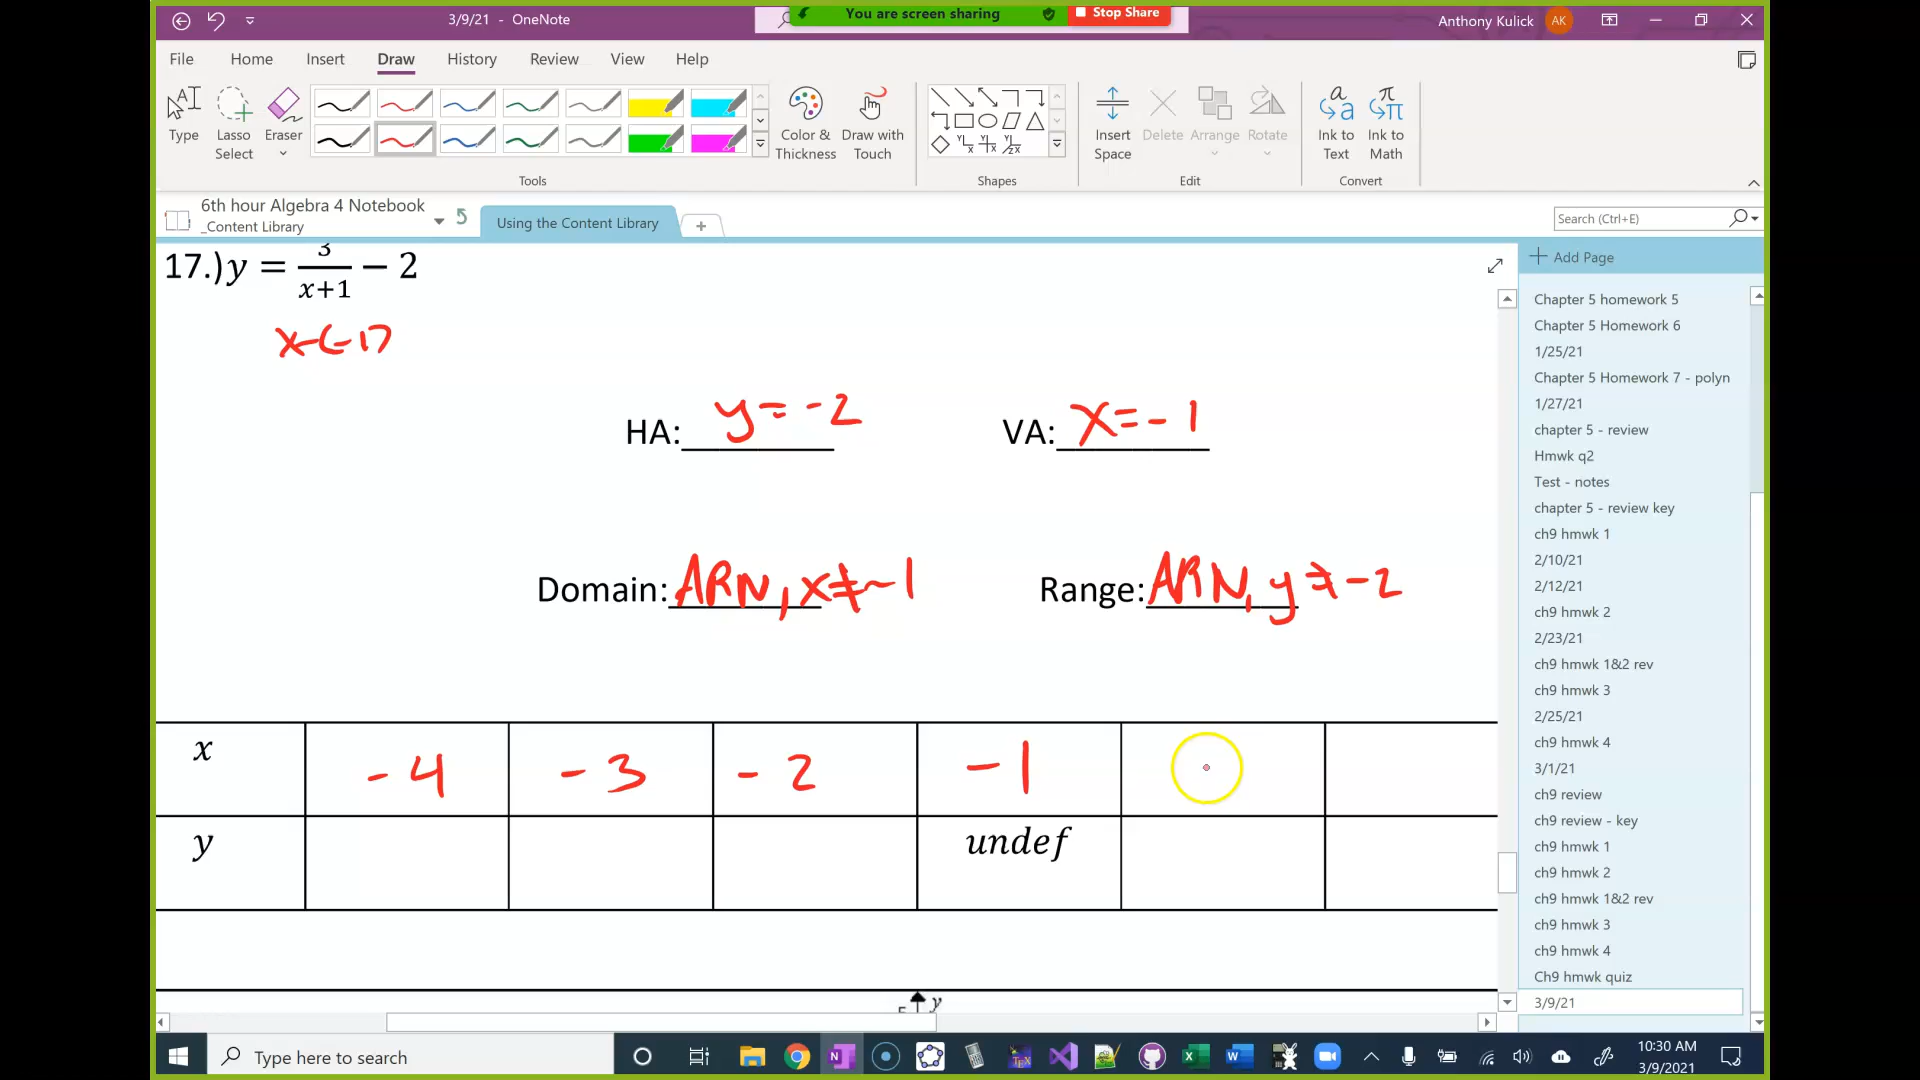 3/9/21 - OneNote
You are screen sharing
Stop Share
Anthony Kulick
AK
File Home Insert Draw History Review View Help
Type
Lasso Select
Eraser
Color & Thickness
Draw with Touch
Insert Space
Delete
Arrange
Rotate
Ink to Text
Ink to Math
Tools Shapes Edit Convert
6th hour Algebra 4 Notebook
_Content Library
Using the Content Library
Search (Ctrl+E)
17.) y = 3/(x+1) − 2
x-(-1)
HA: y = -2 VA: x = -1
Domain: ARN, x ≠ -1 Range: ARN, y ≠ -2
x -4 -3 -2 -1
y undef
y
Add Page
Chapter 5 homework 5
Chapter 5 Homework 6
1/25/21
Chapter 5 Homework 7 - polyn
1/27/21
chapter 5 - review
Hmwk q2
Test - notes
chapter 5 - review key
ch9 hmwk 1
2/10/21
2/12/21
ch9 hmwk 2
2/23/21
ch9 hmwk 1&2 rev
ch9 hmwk 3
2/25/21
ch9 hmwk 4
3/1/21
ch9 review
ch9 review - key
ch9 hmwk 1
ch9 hmwk 2
ch9 hmwk 1&2 rev
ch9 hmwk 3
ch9 hmwk 4
Ch9 hmwk quiz
3/9/21
Type here to search
10:30 AM
3/9/2021